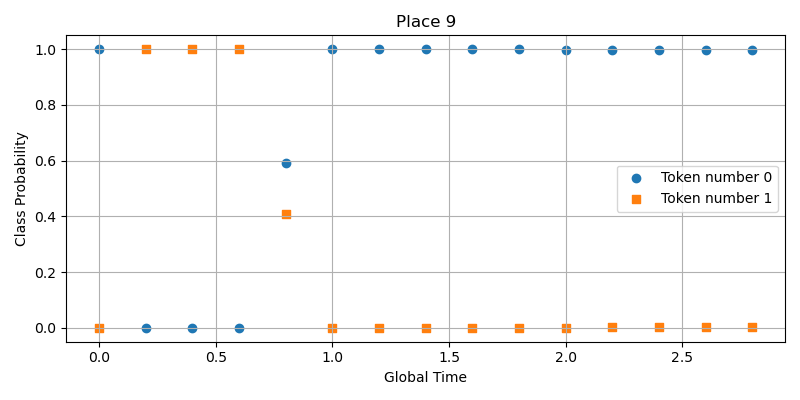 Place 9
1.0
0.8
0.6
0.4
0.2
0.0
Class Probability
Token number 0
Token number 1
0.0 0.5 1.0 1.5 2.0 2.5
Global Time